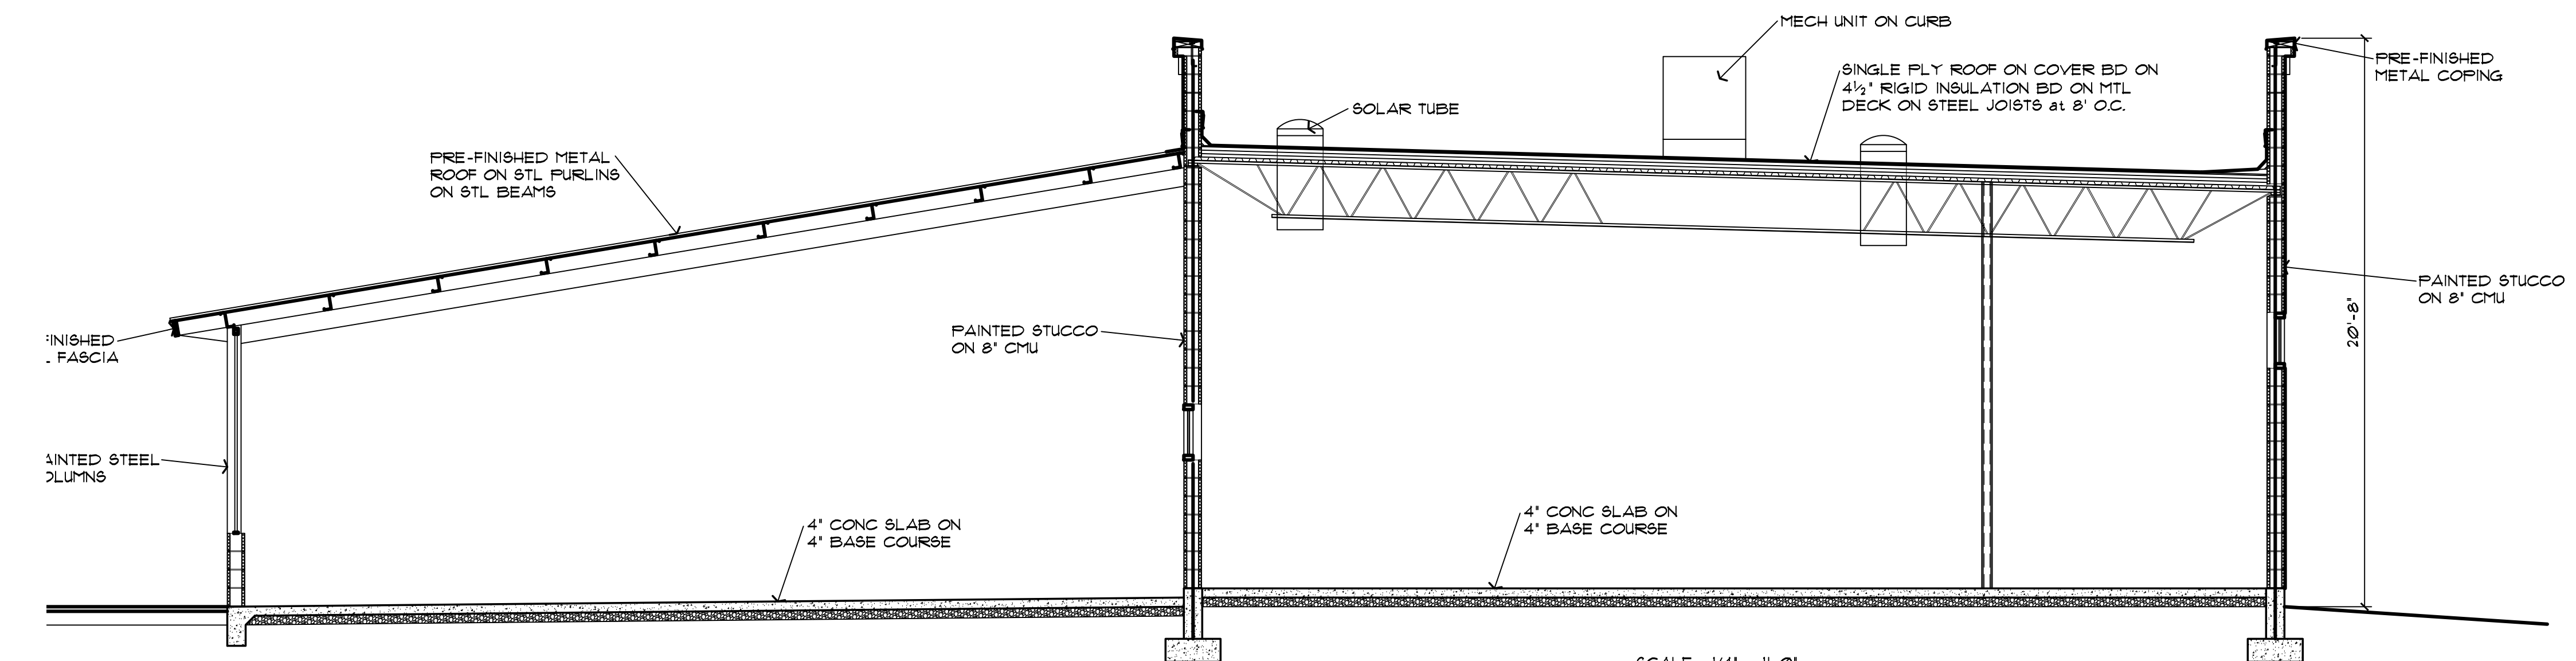 MECH UNIT ON CURB
PRE-FINISHED
METAL COPING
SINGLE PLY ROOF ON COVER BD ON
4½" RIGID INSULATION BD ON MTL
DECK ON STEEL JOISTS at 8' O.C.
SOLAR TUBE
PRE-FINISHED METAL
ROOF ON STL PURLINS
ON STL BEAMS
PAINTED STUCCO
ON 8" CMU
20'-8"
PAINTED STUCCO
ON 8" CMU
FINISHED
FASCIA
AINTED STEEL
OLUMNS
4" CONC SLAB ON
4" BASE COURSE
4" CONC SLAB ON
4" BASE COURSE
SCALE